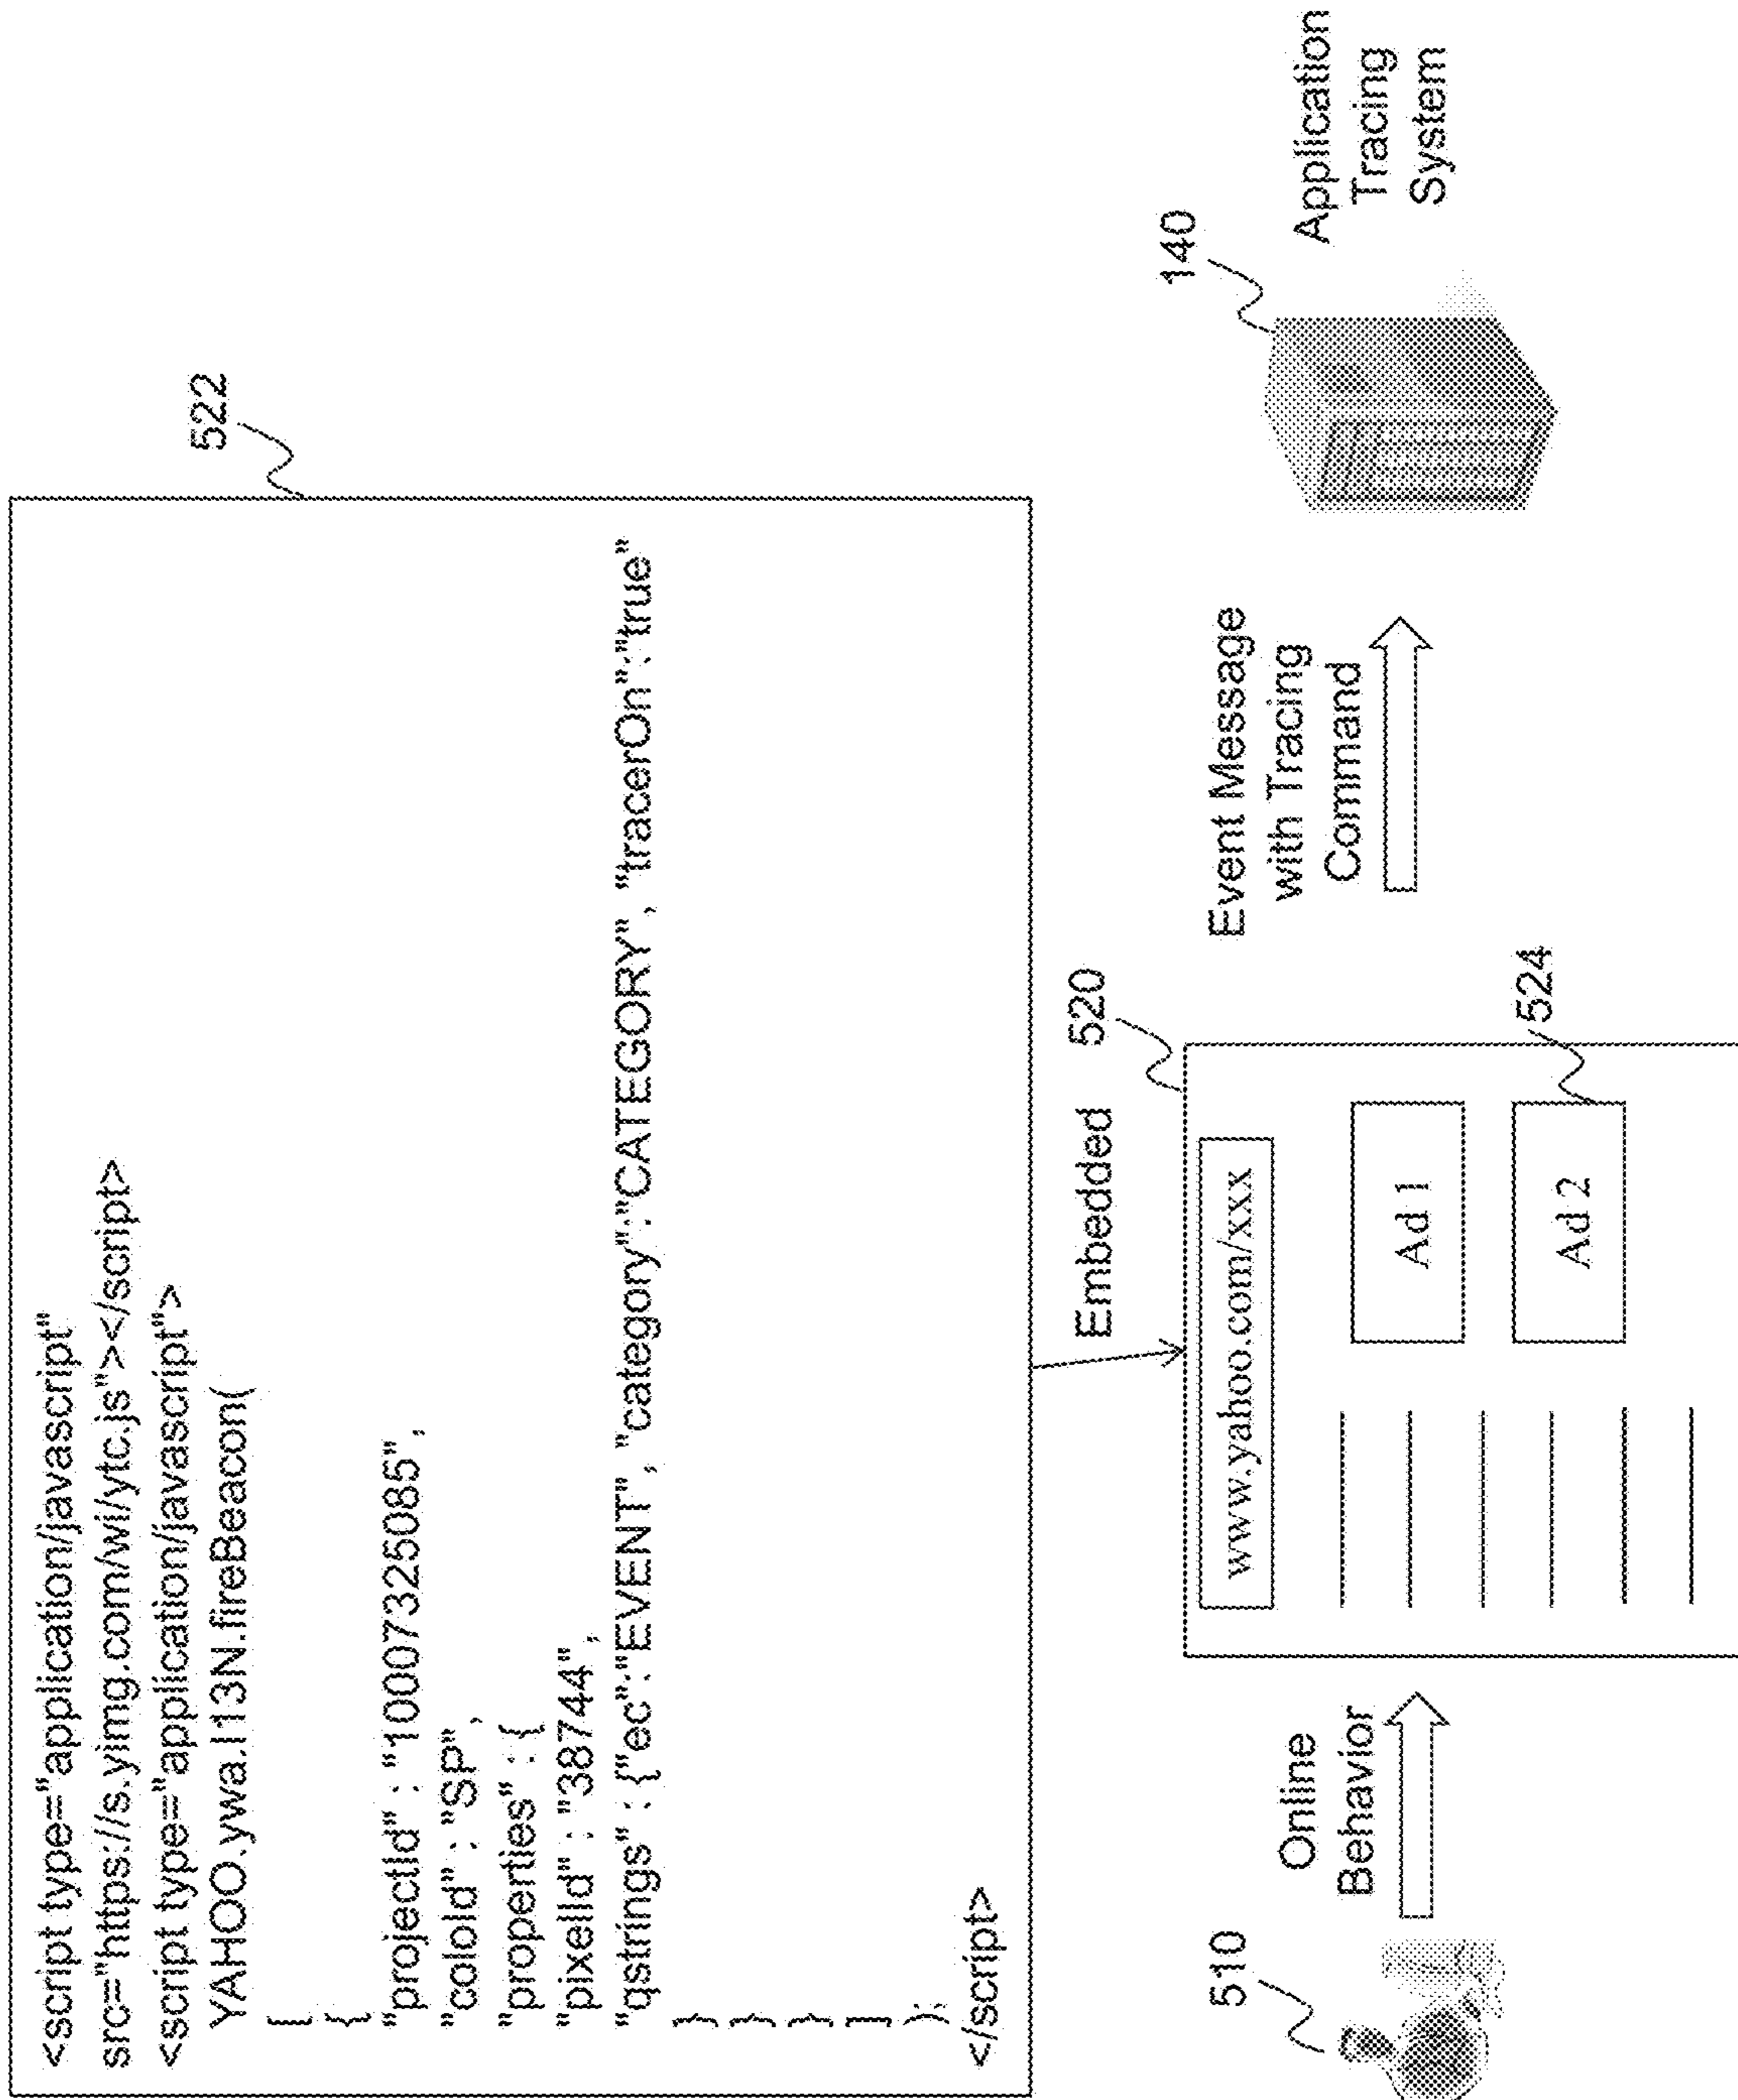 <script type="application/javascript"
src="https://s.yimg.com/wi/ytc.js"></script>
<script type="application/javascript">
YAHOO.ywa.I13N.fireBeacon(
[
{
"projectId" : "10007325085",
"coloId" : "SP",
"properties" : {
"pixelId" : "38744",
"qstrings" : {"ec":"EVENT", "category":"CATEGORY", "tracerOn":"true"
}
}
}
]
)
</script>
522
Embedded
520
www.yahoo.com/xxx
Ad 1
Ad 2
524
510
Online
Behavior
Event Message
with Tracing
Command
140
Application
Tracing
System